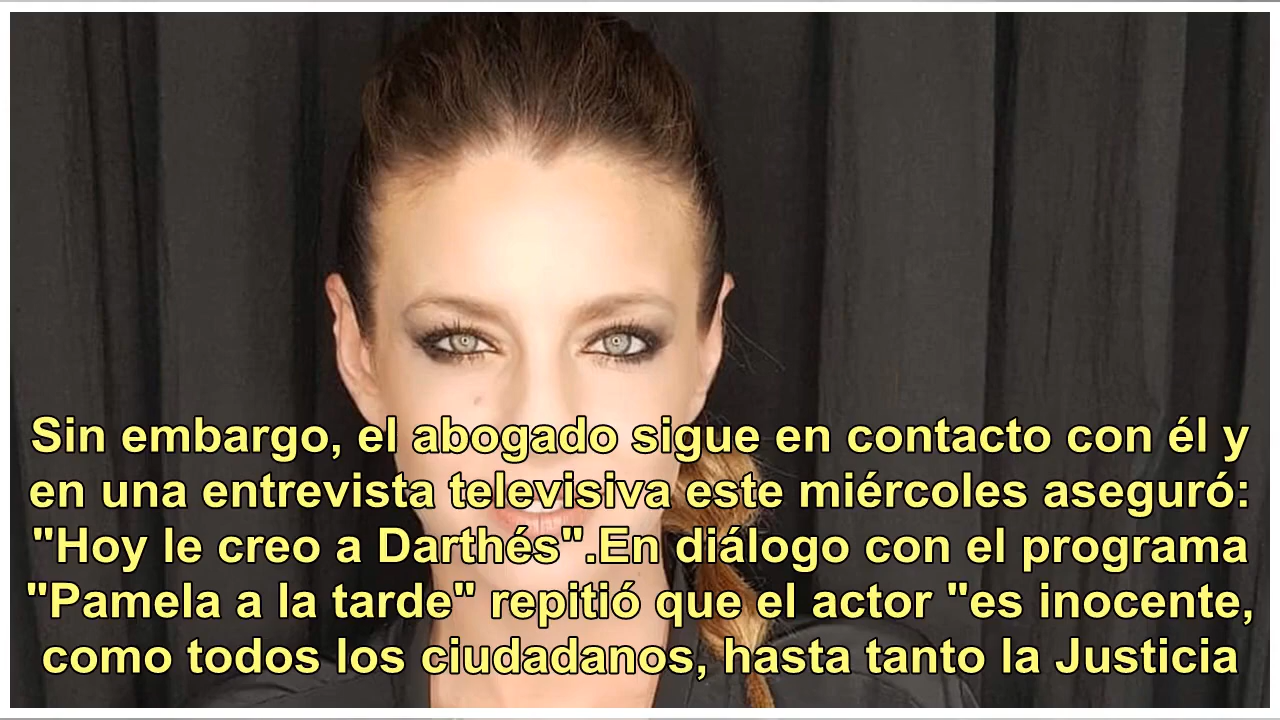 Sin embargo, el abogado sigue en contacto con él y
en una entrevista televisiva este miércoles aseguró:
"Hoy le creo a Darthés".En diálogo con el programa
"Pamela a la tarde" repitió que el actor "es inocente,
como todos los ciudadanos, hasta tanto la Justicia